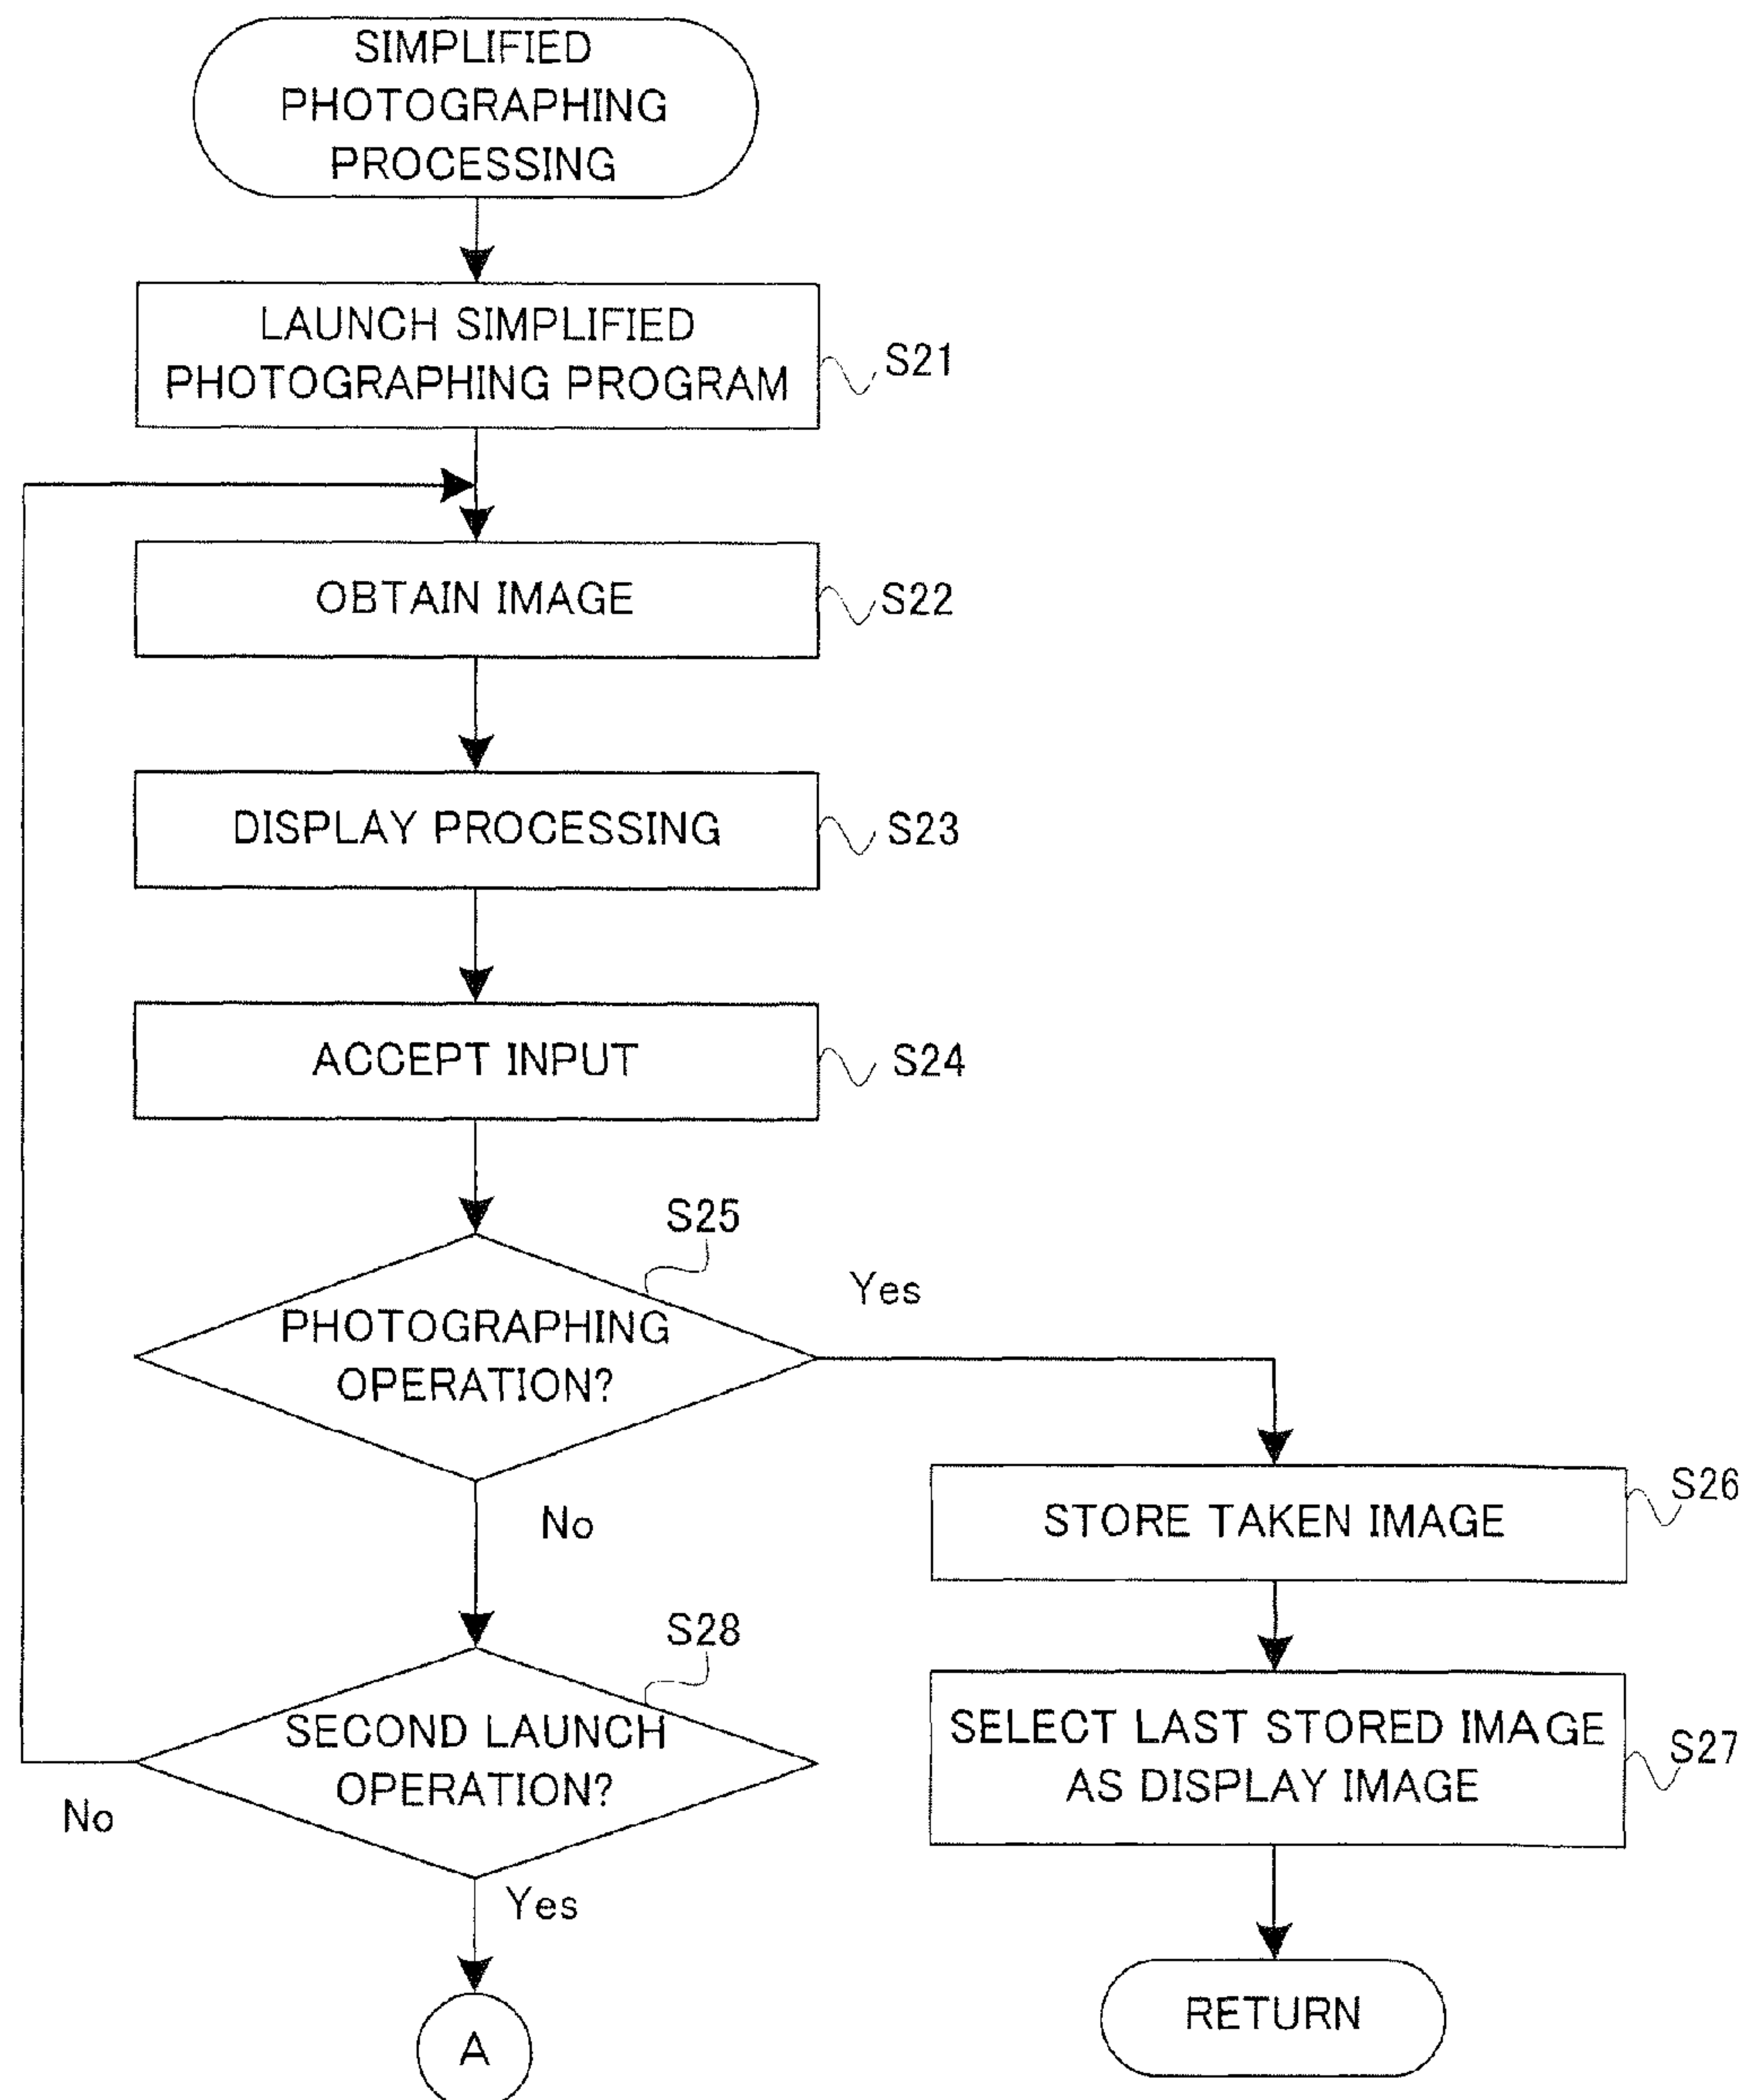 SIMPLIFIED
PHOTOGRAPHING
PROCESSING
LAUNCH SIMPLIFIED
PHOTOGRAPHING PROGRAM
S21
OBTAIN IMAGE
S22
DISPLAY PROCESSING
S23
ACCEPT INPUT
S24
S25
PHOTOGRAPHING
OPERATION?
Yes
No
STORE TAKEN IMAGE
S26
SELECT LAST STORED IMAGE
AS DISPLAY IMAGE
S27
RETURN
S28
SECOND LAUNCH
OPERATION?
No
Yes
A